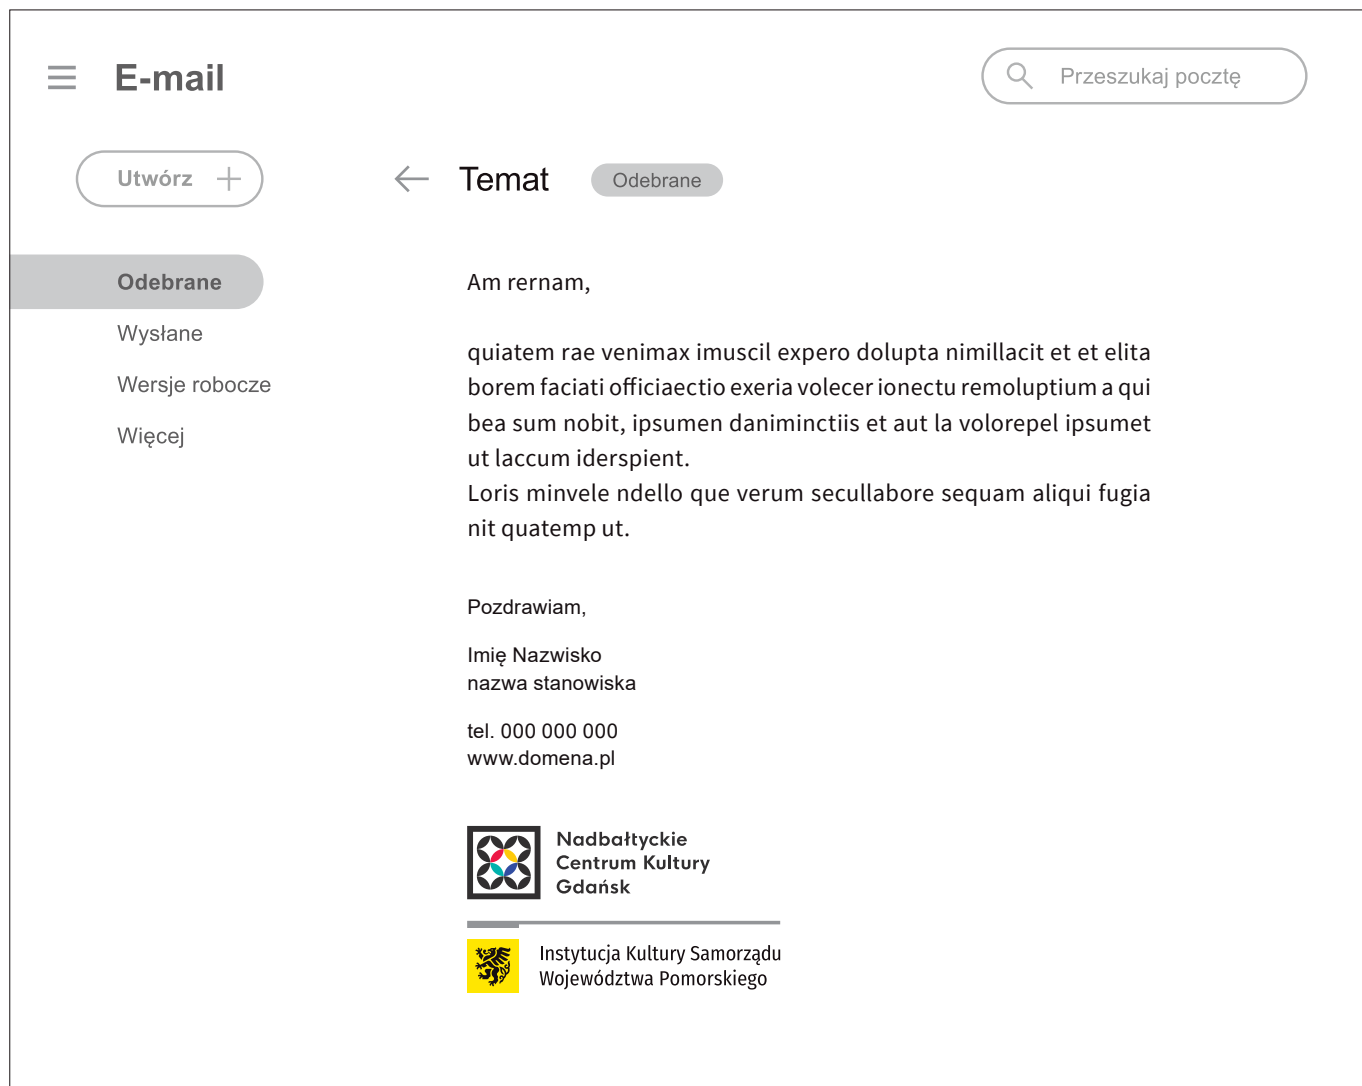 E-mail
Przeszukaj pocztę
Utwórz
Temat
Odebrane
Odebrane
Wysłane
Wersje robocze
Więcej
Am rernam,
quiatem rae venimax imuscil expero dolupta nimillacit et et elita
borem faciati officiaectio exeria volecer ionectu remoluptium a qui
bea sum nobit, ipsumen daniminctiis et aut la volorepel ipsumet
ut laccum iderspient.
Loris minvele ndello que verum secullabore sequam aliqui fugia
nit quatemp ut.
Pozdrawiam,
Imię Nazwisko
nazwa stanowiska
tel. 000 000 000
www.domena.pl
Nadbałtyckie
Centrum Kultury
Gdańsk
Instytucja Kultury Samorządu
Województwa Pomorskiego